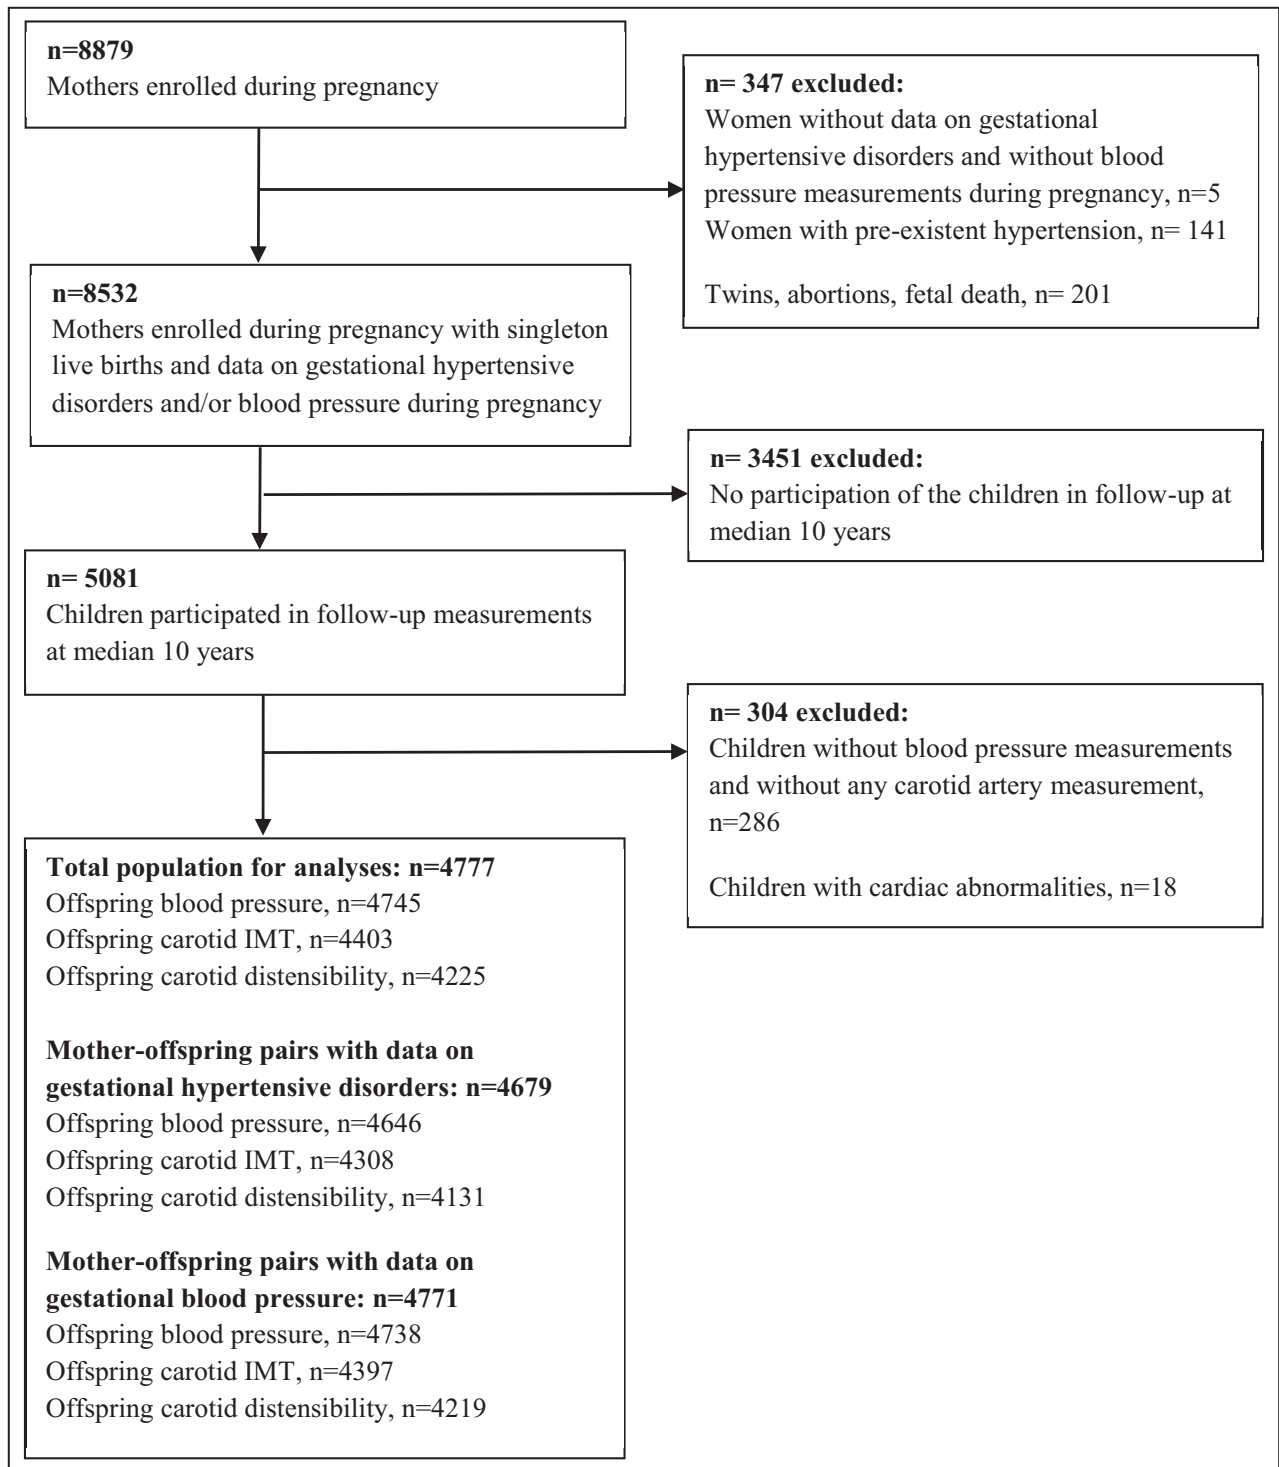 n=8879
Mothers enrolled during pregnancy
n= 347 excluded:
Women without data on gestational
hypertensive disorders and without blood
pressure measurements during pregnancy, n=5
Women with pre-existent hypertension, n= 141
Twins, abortions, fetal death, n= 201
n=8532
Mothers enrolled during pregnancy with singleton
live births and data on gestational hypertensive
disorders and/or blood pressure during pregnancy
n= 3451 excluded:
No participation of the children in follow-up at
median 10 years
n= 5081
Children participated in follow-up measurements
at median 10 years
n= 304 excluded:
Children without blood pressure measurements
and without any carotid artery measurement,
n=286
Children with cardiac abnormalities, n=18
Total population for analyses: n=4777
Offspring blood pressure, n=4745
Offspring carotid IMT, n=4403
Offspring carotid distensibility, n=4225
Mother-offspring pairs with data on
gestational hypertensive disorders: n=4679
Offspring blood pressure, n=4646
Offspring carotid IMT, n=4308
Offspring carotid distensibility, n=4131
Mother-offspring pairs with data on
gestational blood pressure: n=4771
Offspring blood pressure, n=4738
Offspring carotid IMT, n=4397
Offspring carotid distensibility, n=4219